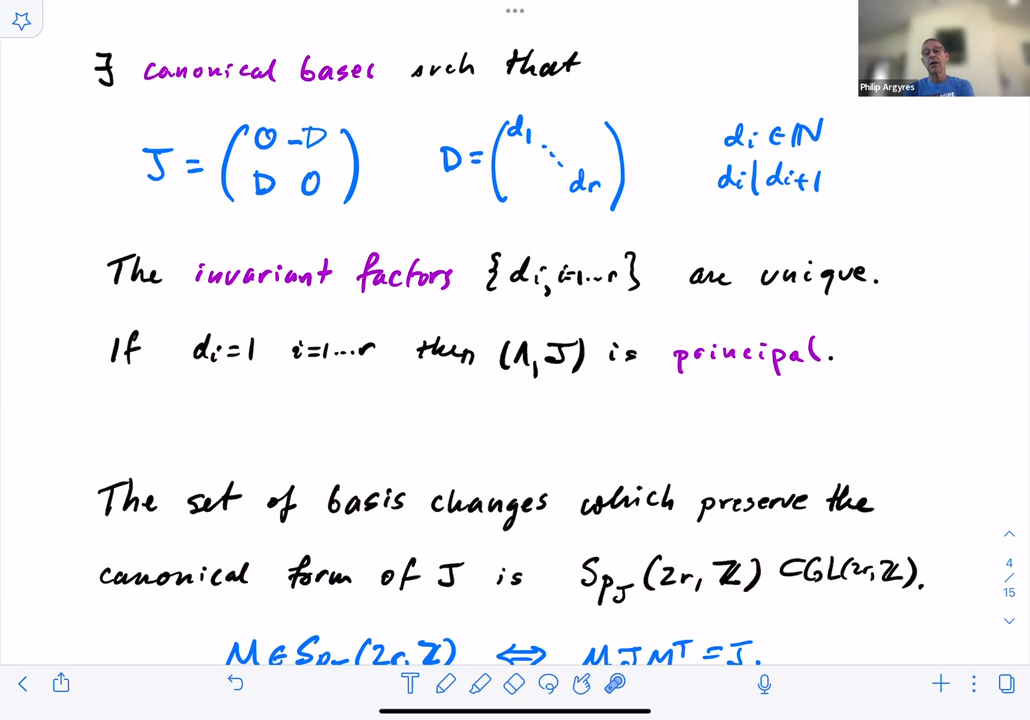 ∃ canonical bases such that
J = ( 0 -D ; D 0 ) D = ( d1 ⋱ dr ) di ∈ ℕ di | di+1
The invariant factors {di, i=1...r} are unique.
If di=1 i=1...r then (Λ,J) is principal.
The set of basis changes which preserve the
canonical form of J is SpJ(2r,ℤ) ⊂ GL(2r,ℤ).
M ∈ SpJ(2r,ℤ) ⟺ MJM^T = J.
Philip Argyres
4
/
15
T